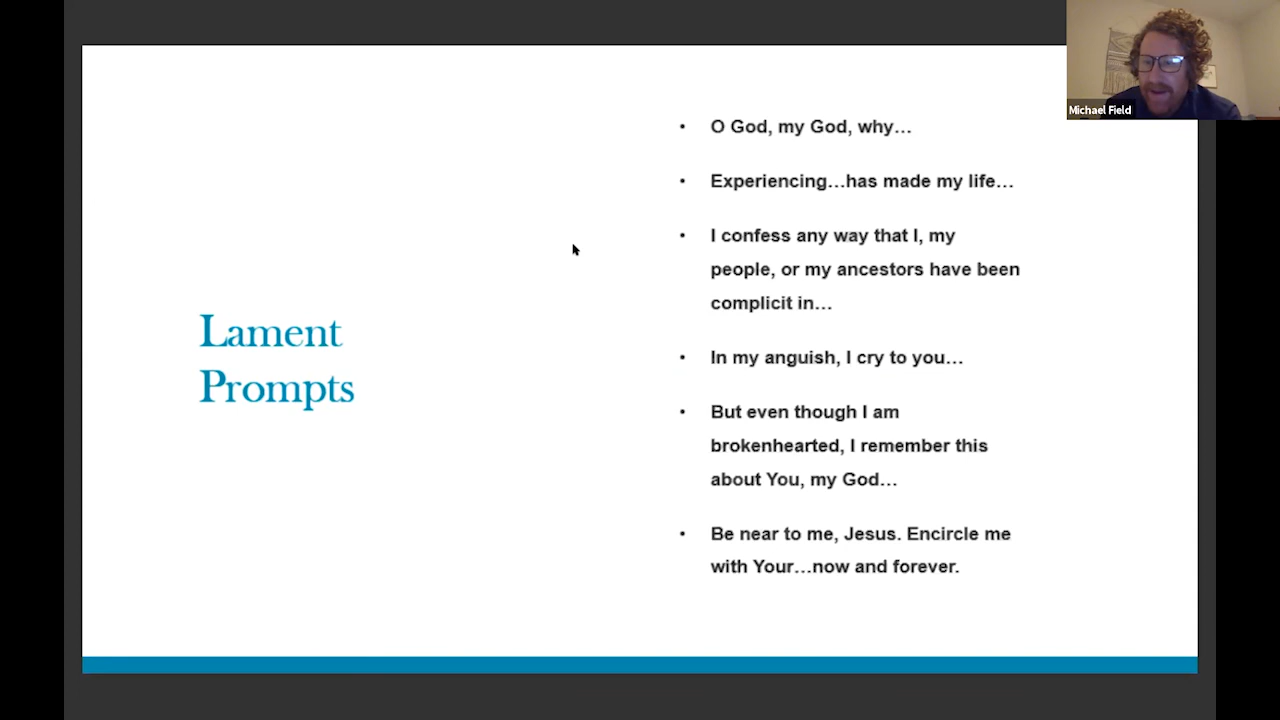 Lament
Prompts
• O God, my God, why…
• Experiencing…has made my life…
• I confess any way that I, my
people, or my ancestors have been
complicit in…
• In my anguish, I cry to you…
• But even though I am
brokenhearted, I remember this
about You, my God…
• Be near to me, Jesus. Encircle me
with Your…now and forever.
Michael Field